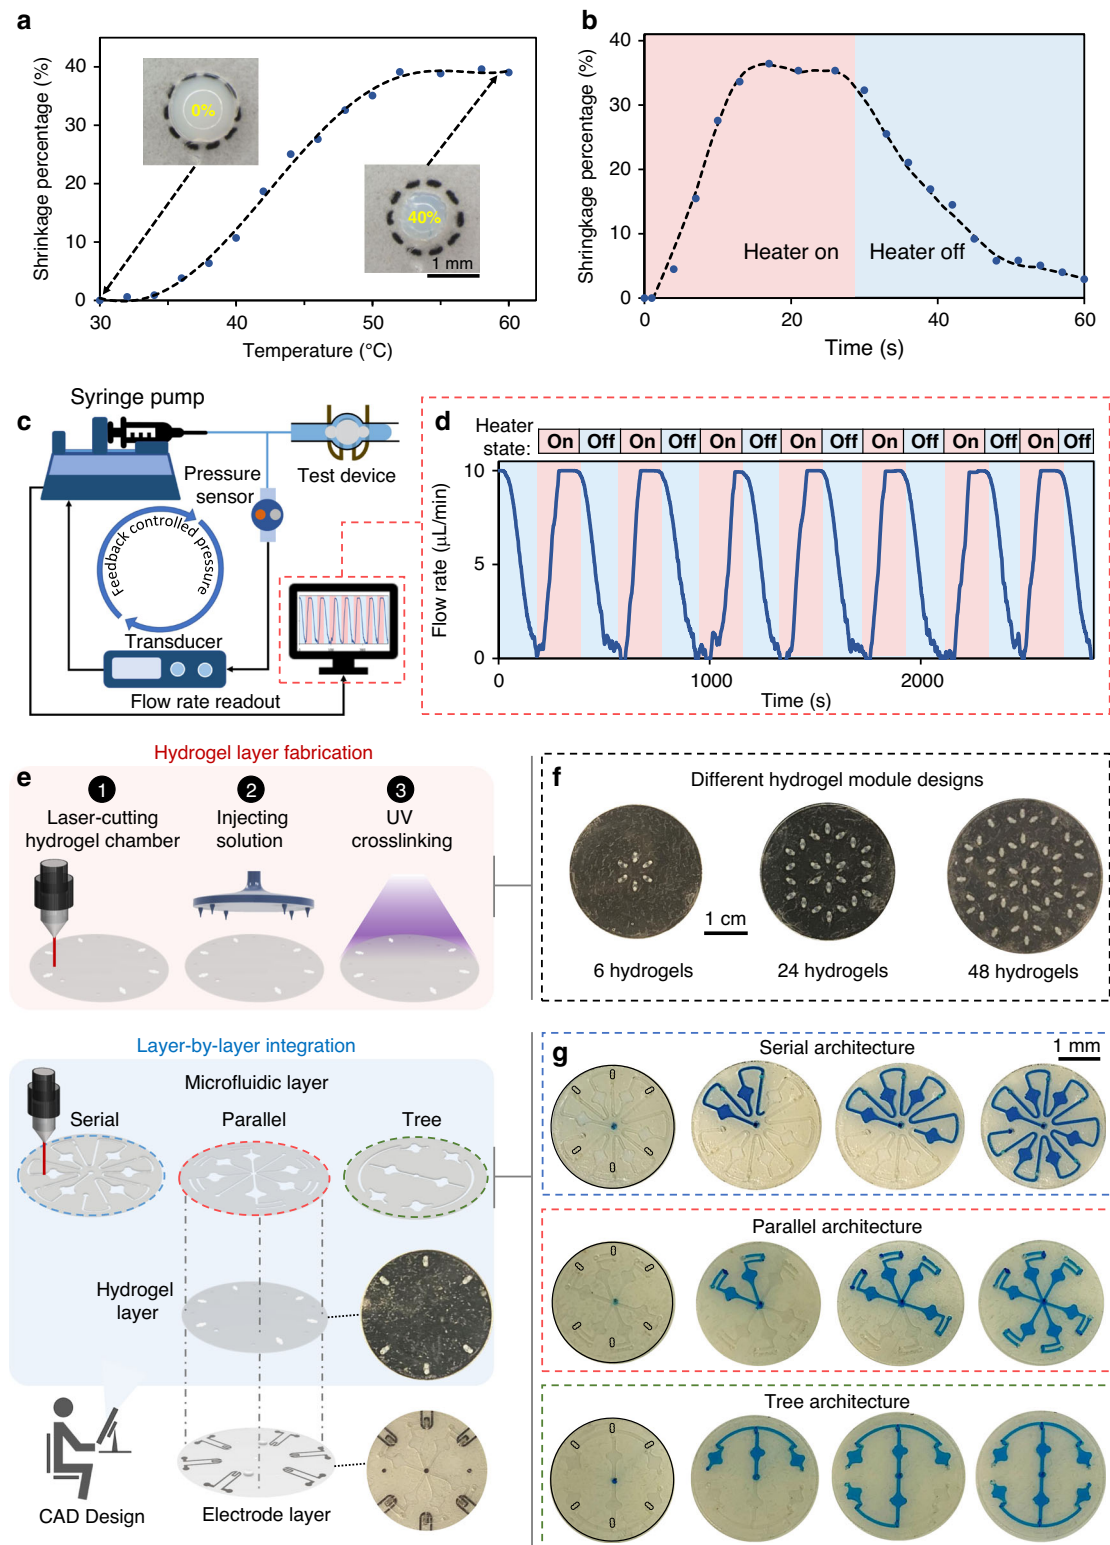 a
Shrinkage percentage (%)
40
30
20
10
0
30
40
50
60
Temperature (°C)
0%
40%
1 mm
b
Shringkage percentage (%)
40
30
20
10
0
0
20
40
60
Time (s)
Heater on
Heater off
c
Syringe pump
Pressure
sensor
Test device
Feedback controlled pressure
Transducer
Flow rate readout
d
Heater
state:
On Off On Off On Off On Off On Off On Off On Off
Flow rate (µL/min)
10
5
0
0
1000
2000
Time (s)
Hydrogel layer fabrication
e
1
Laser-cutting
hydrogel chamber
2
Injecting
solution
3
UV
crosslinking
f
Different hydrogel module designs
1 cm
6 hydrogels
24 hydrogels
48 hydrogels
Layer-by-layer integration
Microfluidic layer
Serial
Parallel
Tree
Hydrogel
layer
CAD Design
Electrode layer
g
Serial architecture
1 mm
Parallel architecture
Tree architecture